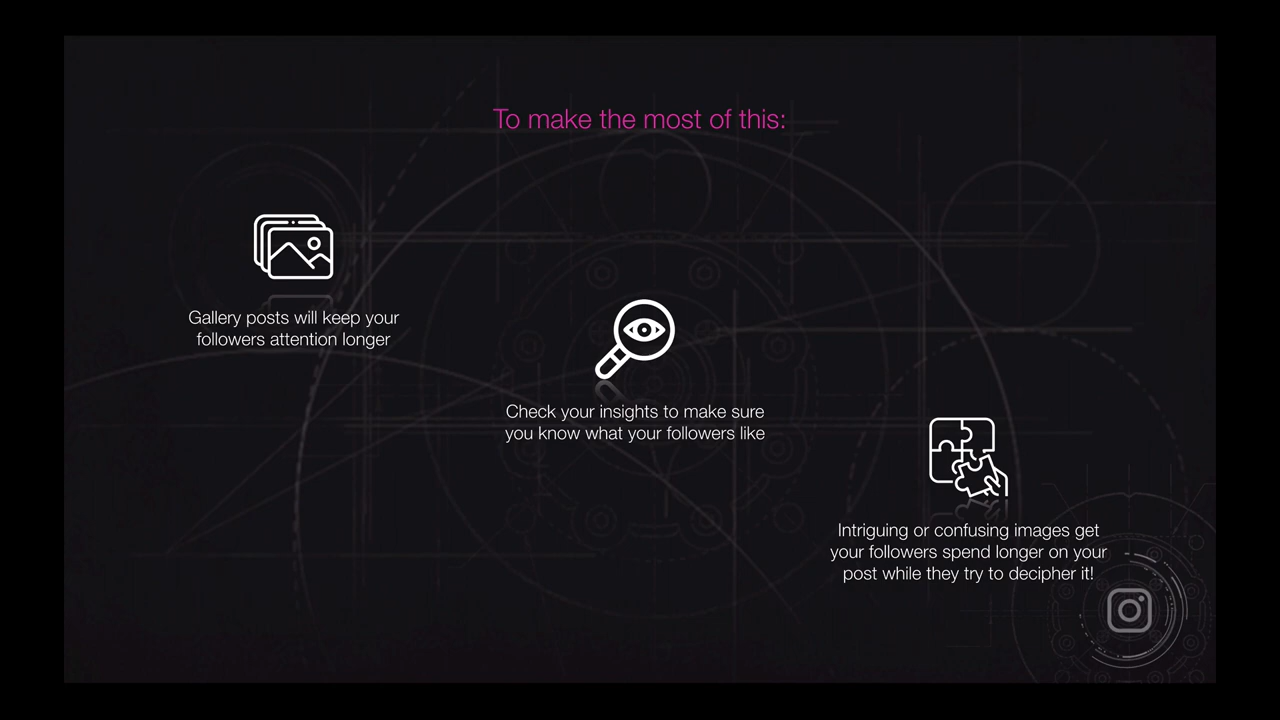 To make the most of this:
Gallery posts will keep your
followers attention longer
Check your insights to make sure
you know what your followers like
Intriguing or confusing images get
your followers spend longer on your
post while they try to decipher it!